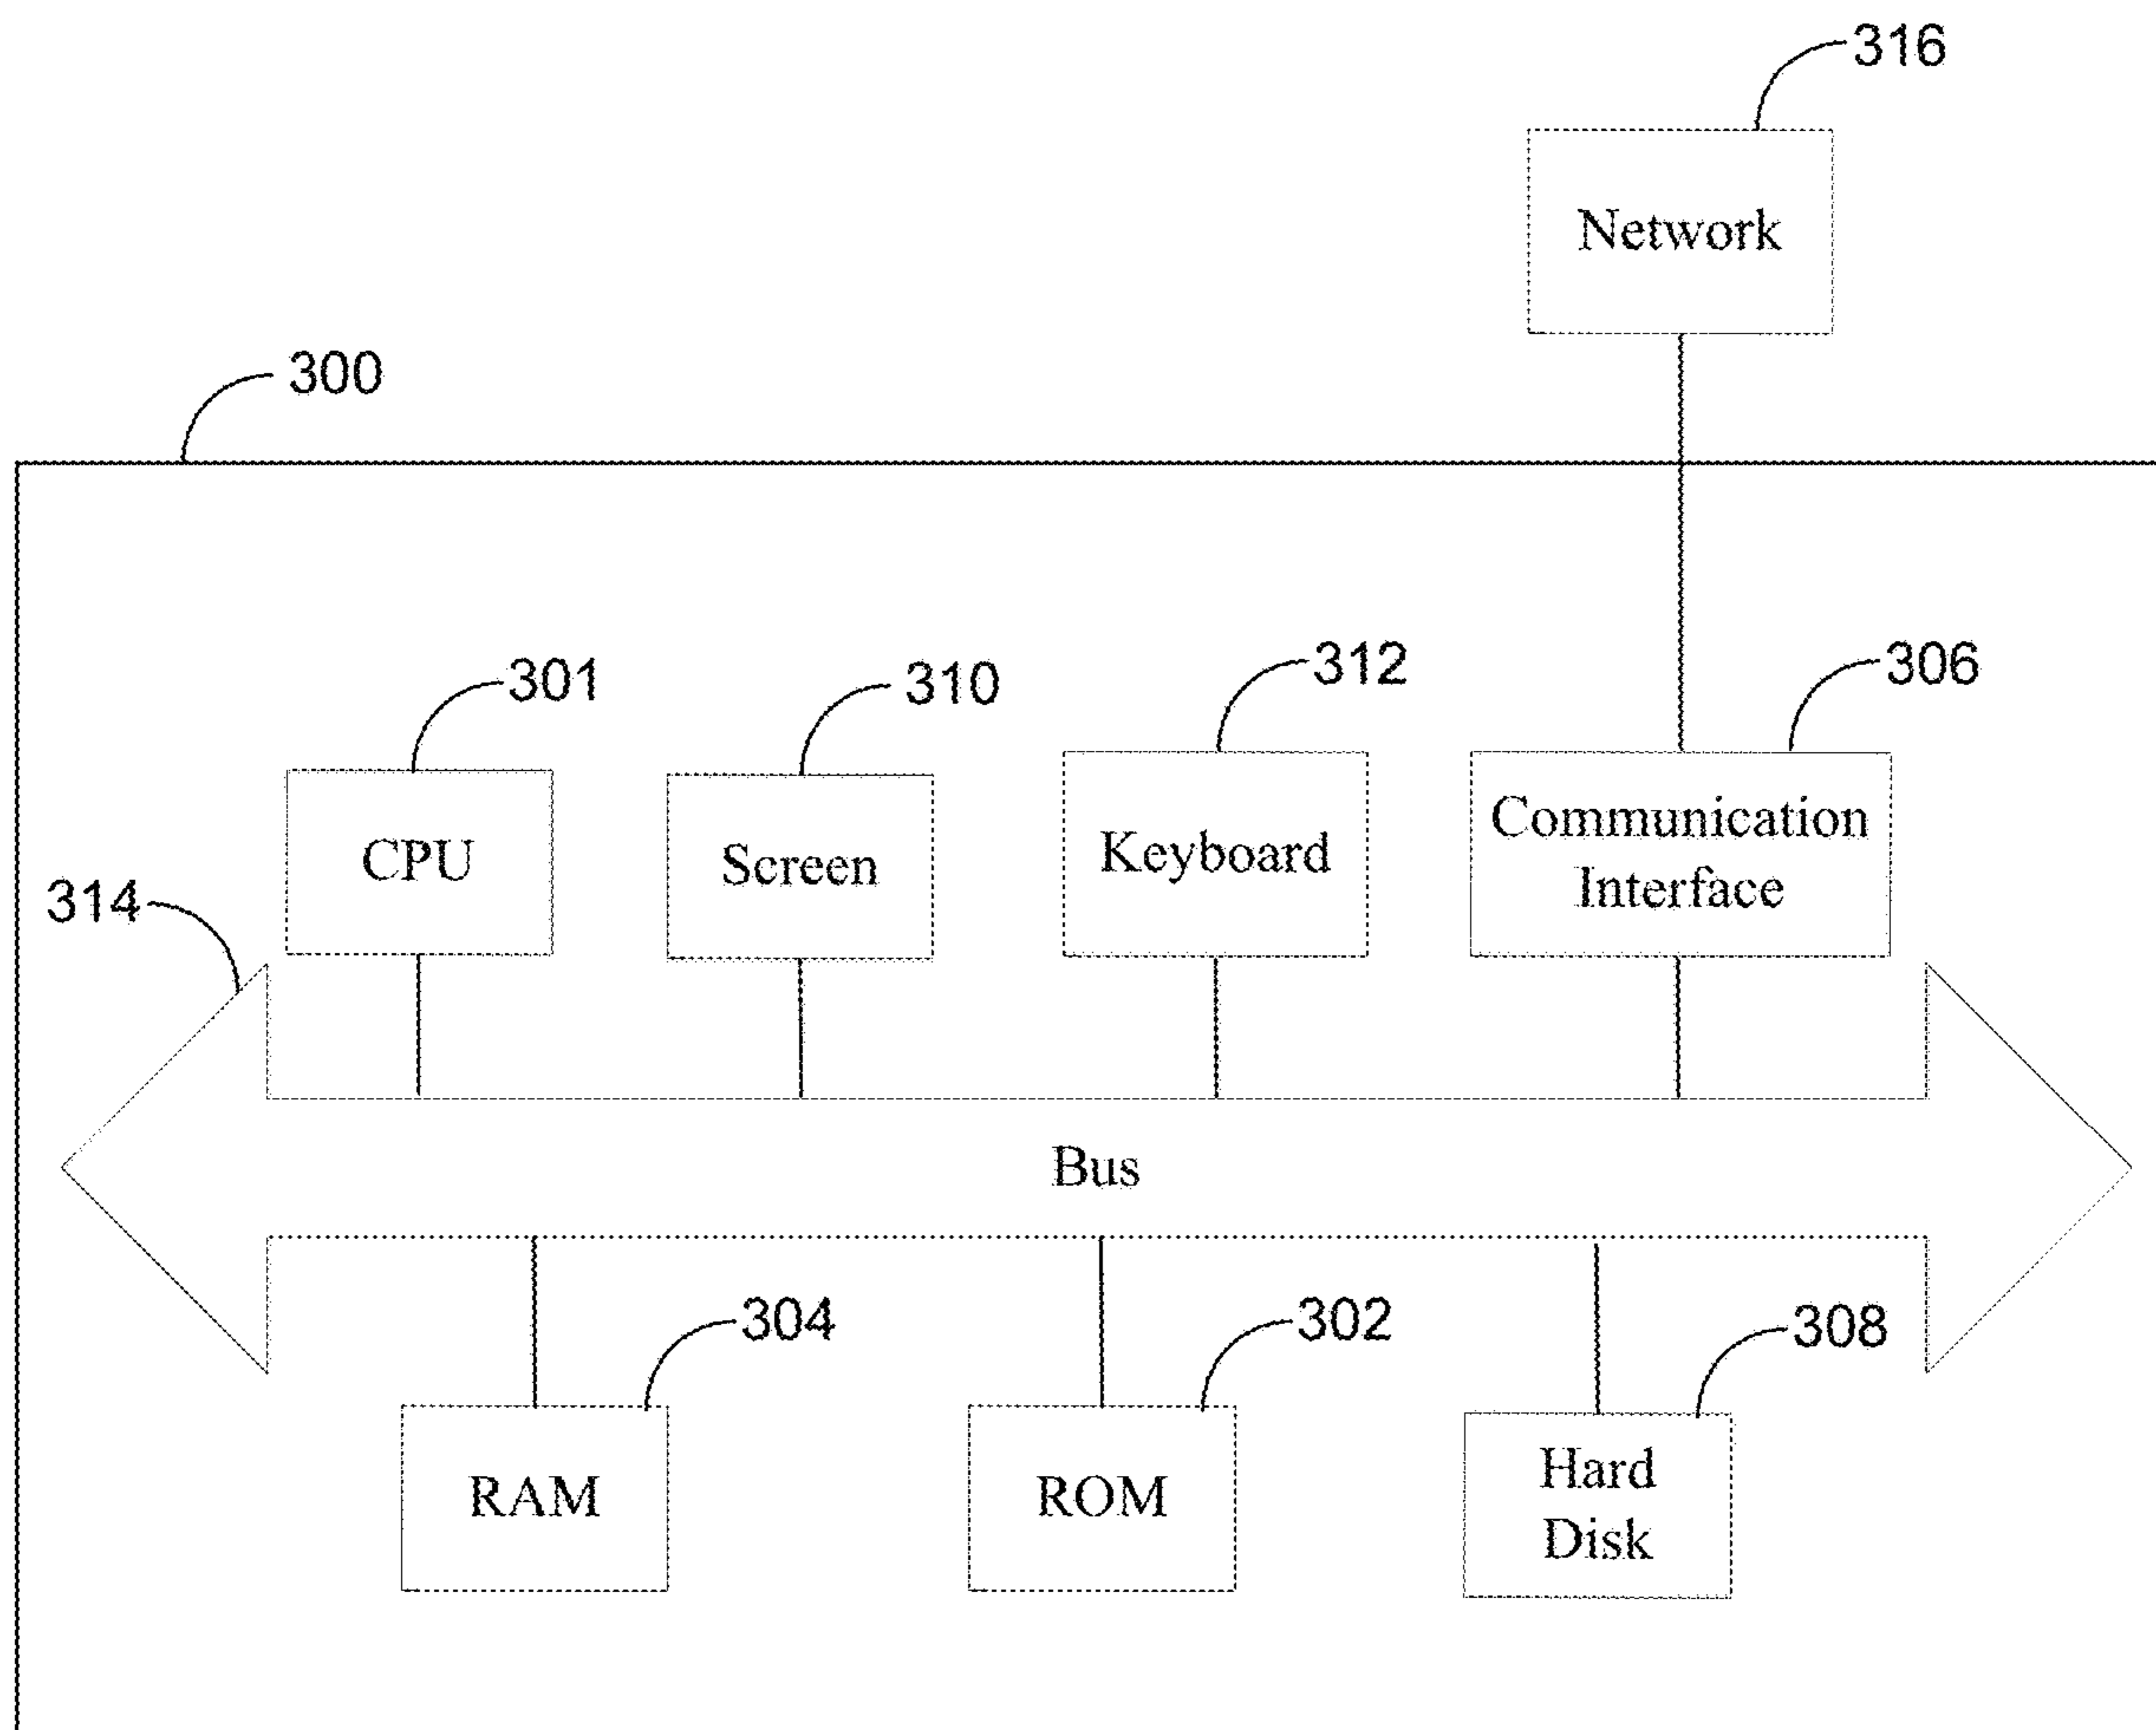 316
Network
300
301
310
312
306
CPU
Screen
Keyboard
Communication
Interface
314
Bus
304
302
308
RAM
ROM
Hard
Disk